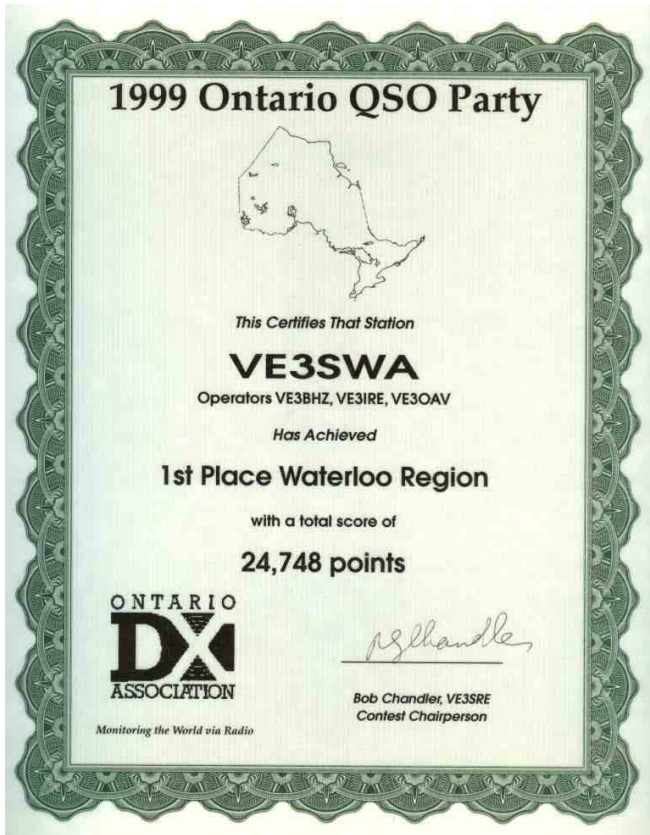 1999 Ontario QSO Party
This Certifies That Station
VE3SWA
Operators VE3BHZ, VE3IRE, VE3OAV
Has Achieved
1st Place Waterloo Region
with a total score of
24,748 points
ONTARIO
DX
ASSOCIATION
Monitoring the World via Radio
Bob Chandler, VE3SRE
Contest Chairperson